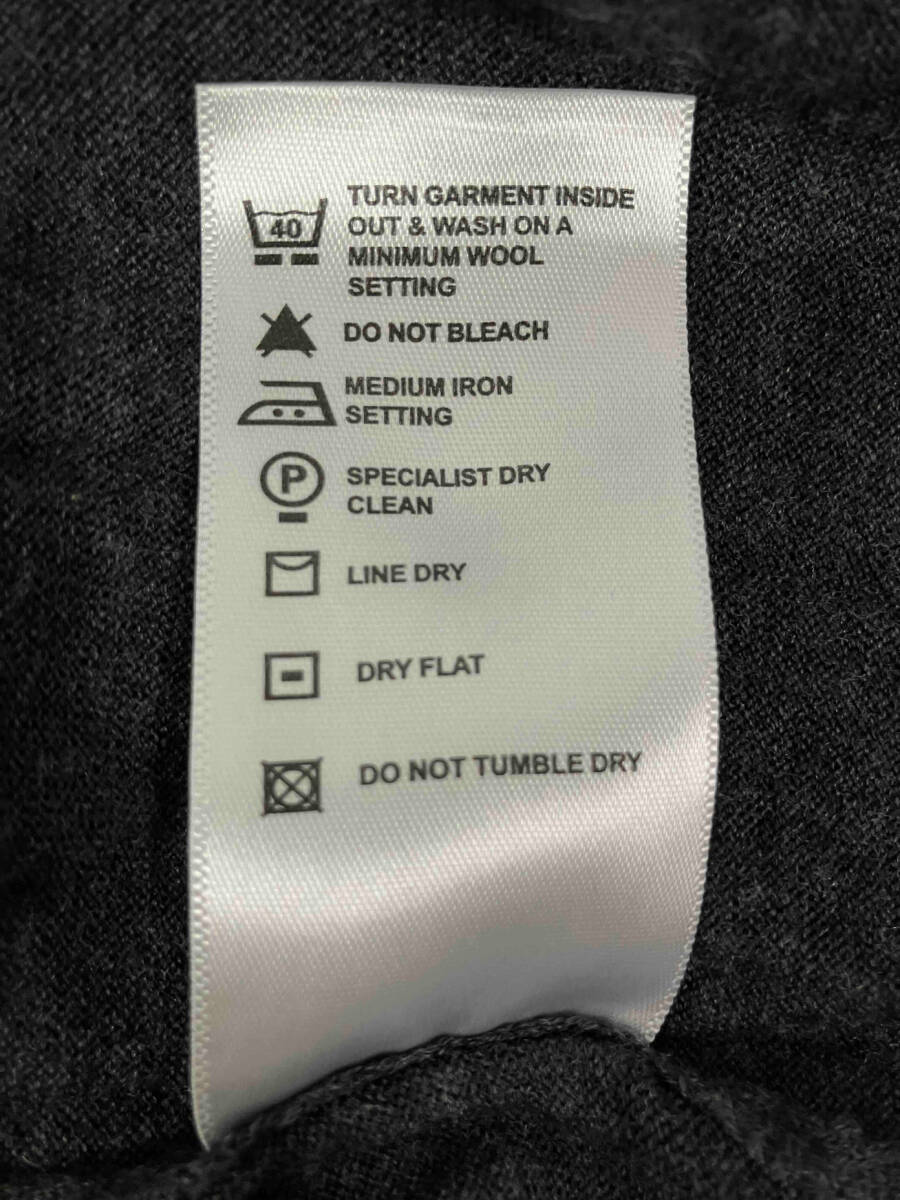 40
TURN GARMENT INSIDE
OUT & WASH ON A
MINIMUM WOOL
SETTING
DO NOT BLEACH
MEDIUM IRON
SETTING
P
SPECIALIST DRY
CLEAN
LINE DRY
DRY FLAT
DO NOT TUMBLE DRY